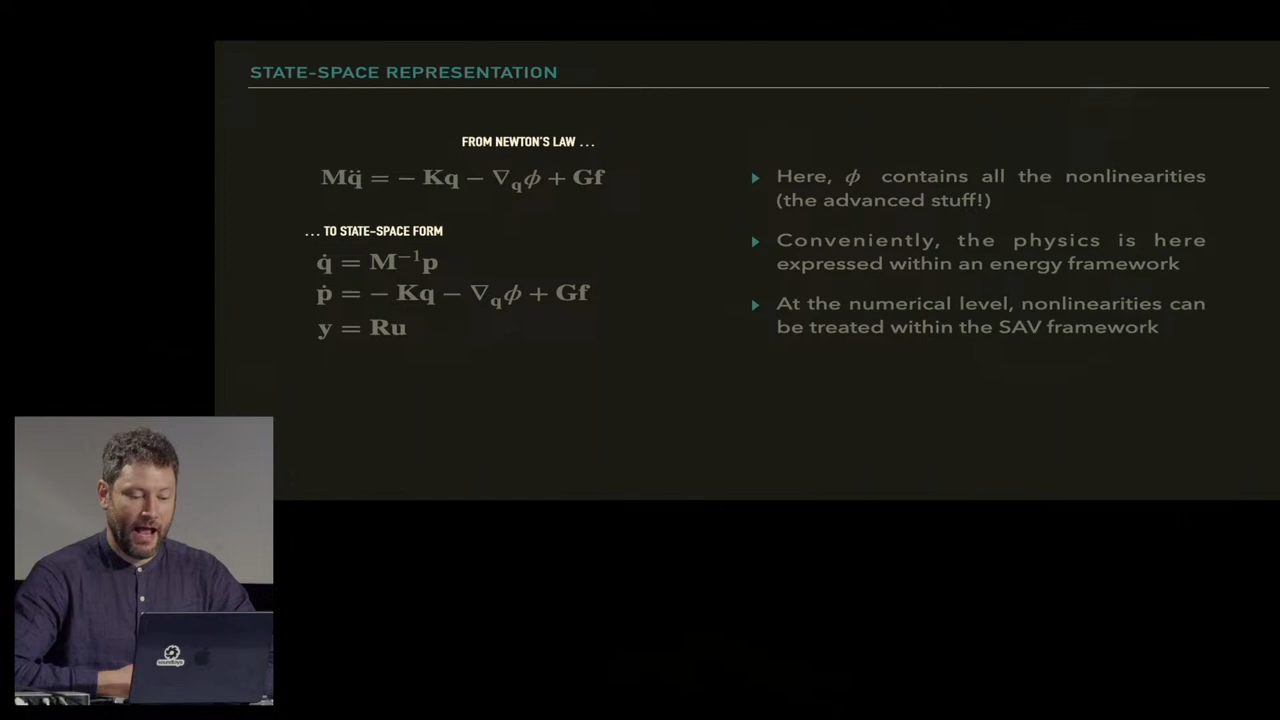 STATE-SPACE REPRESENTATION
FROM NEWTON'S LAW ...
Mq̈ = − Kq − ∇qϕ + Gf
... TO STATE-SPACE FORM
q̇ = M⁻¹p
ṗ = − Kq − ∇qϕ + Gf
y = Ru
Here, ϕ contains all the nonlinearities
(the advanced stuff!)
Conveniently, the physics is here
expressed within an energy framework
At the numerical level, nonlinearities can
be treated within the SAV framework
soundtoys